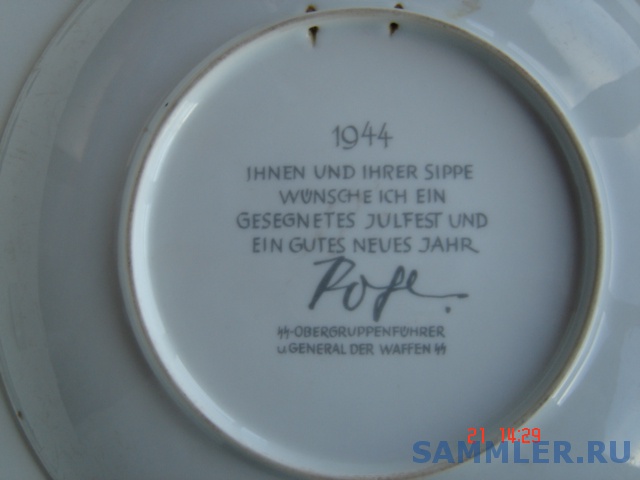 1944
IHNEN UND IHRER SIPPE
WÜNSCHE ICH EIN
GESEGNETES JULFEST UND
EIN GUTES NEUES JAHR
ᛋᛋ-OBERGRUPPENFÜHRER
u. GENERAL DER WAFFEN ᛋᛋ
21 14:29
SAMMLER.RU